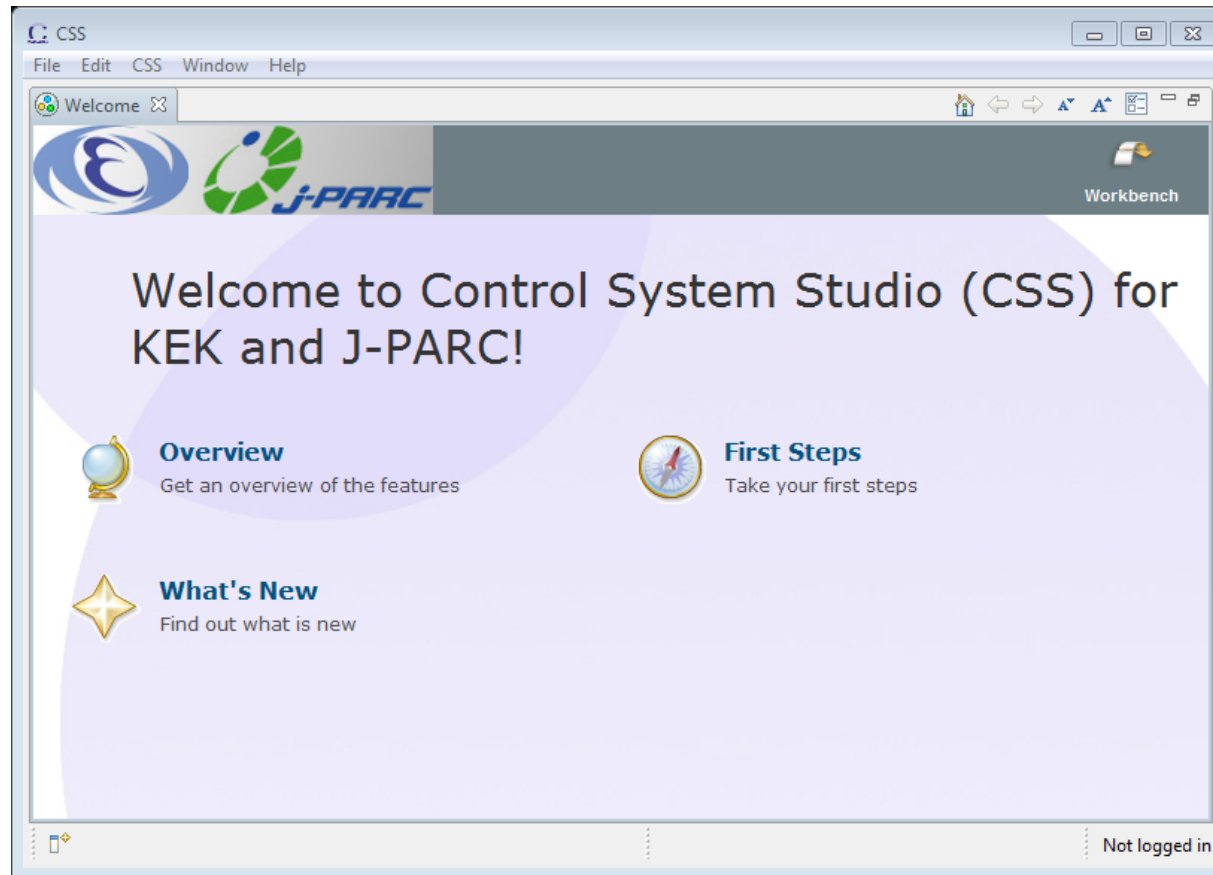 CSS
File Edit CSS Window Help
Welcome
J-PARC
Workbench
Welcome to Control System Studio (CSS) for
KEK and J-PARC!
Overview
Get an overview of the features
First Steps
Take your first steps
What's New
Find out what is new
Not logged in